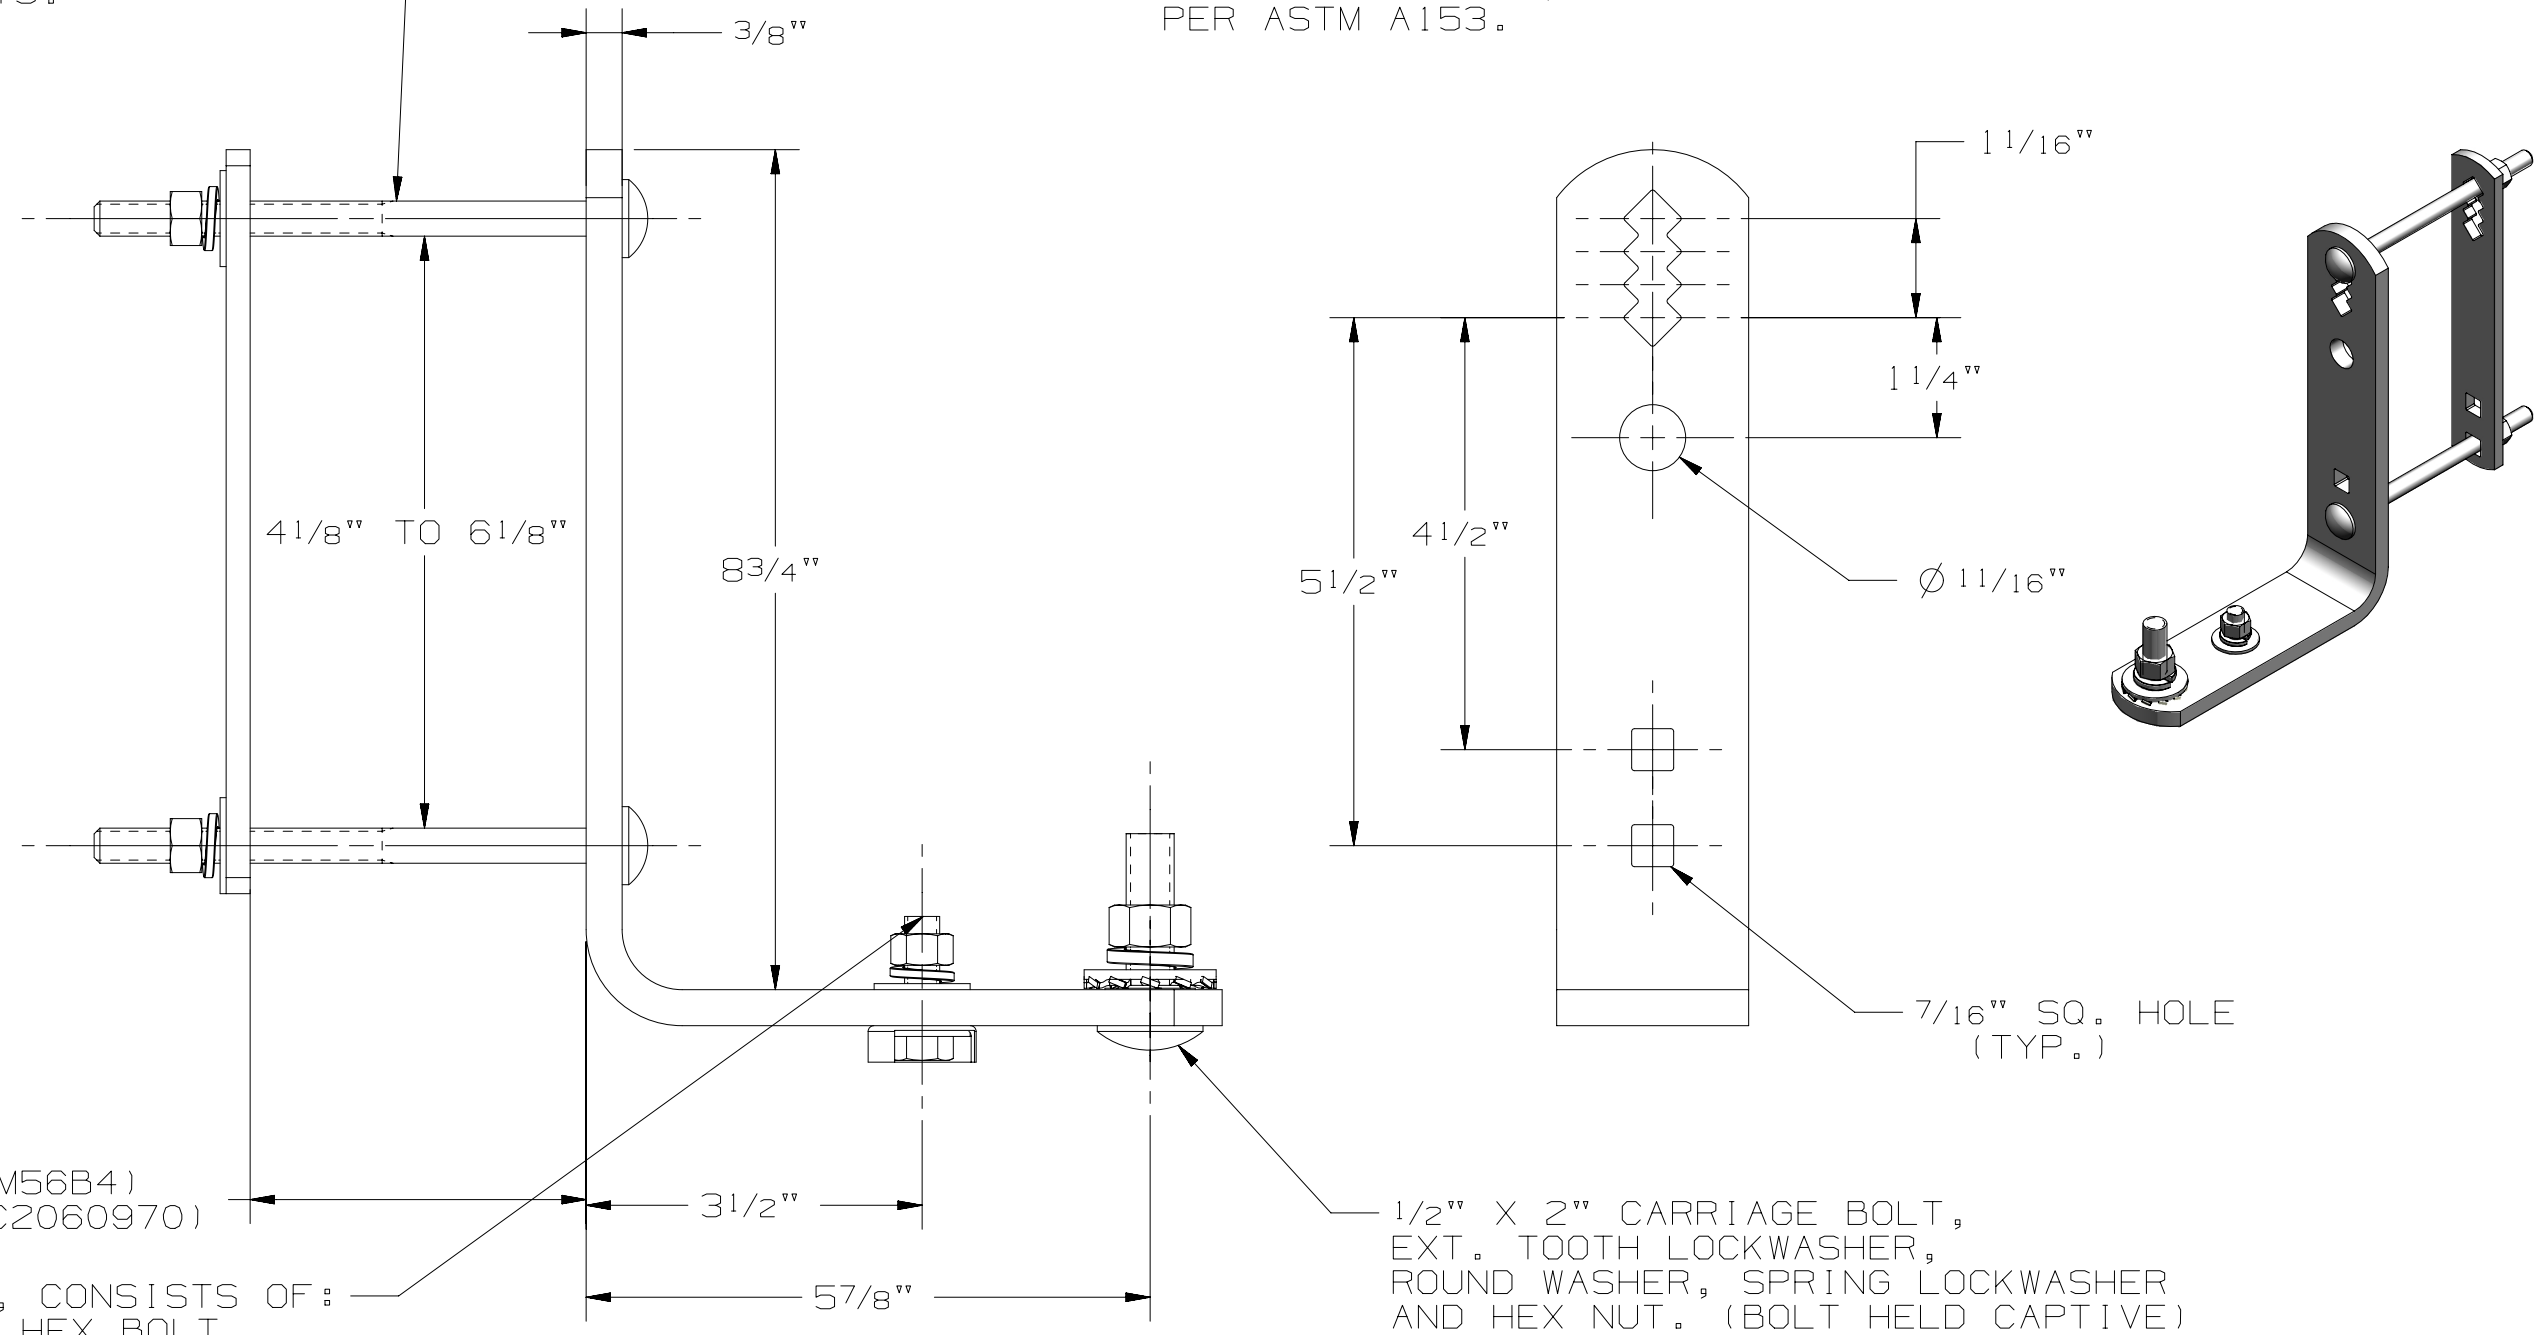 PER ASTM A153.
3/8"
1 1/16"
4 1/8" TO 6 1/8"
8 3/4"
1 1/4"
4 1/2"
5 1/2"
Ø 11/16"
7/16" SQ. HOLE
(TYP.)
M56B4)
C2060970)
3 1/2"
, CONSISTS OF:
HEX BOLT
5 7/8"
1/2" X 2" CARRIAGE BOLT,
EXT. TOOTH LOCKWASHER,
ROUND WASHER, SPRING LOCKWASHER
AND HEX NUT. (BOLT HELD CAPTIVE)